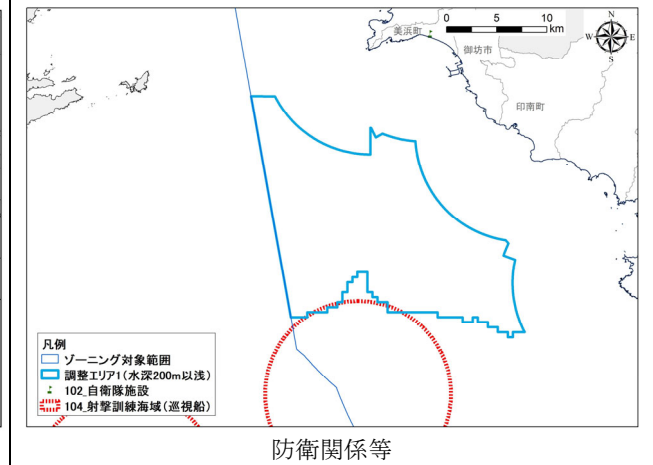 美浜町
御坊市
印南町
0 5 10
km
N
W E
S
凡例
ゾーニング対象範囲
調整エリア1(水深200m以浅)
102_自衛隊施設
104_射撃訓練海域(巡視船)
防衛関係等